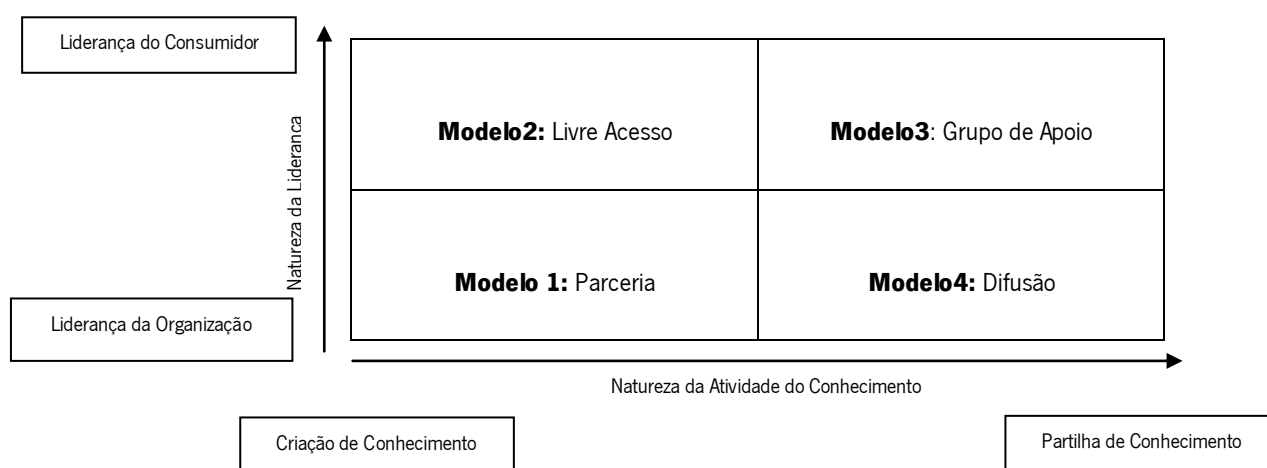 Liderança do Consumidor
Modelo2: Livre Acesso
Modelo3: Grupo de Apoio
Natureza da Lideranca
Modelo 1: Parceria
Modelo4: Difusão
Liderança da Organização
Natureza da Atividade do Conhecimento
Criação de Conhecimento
Partilha de Conhecimento